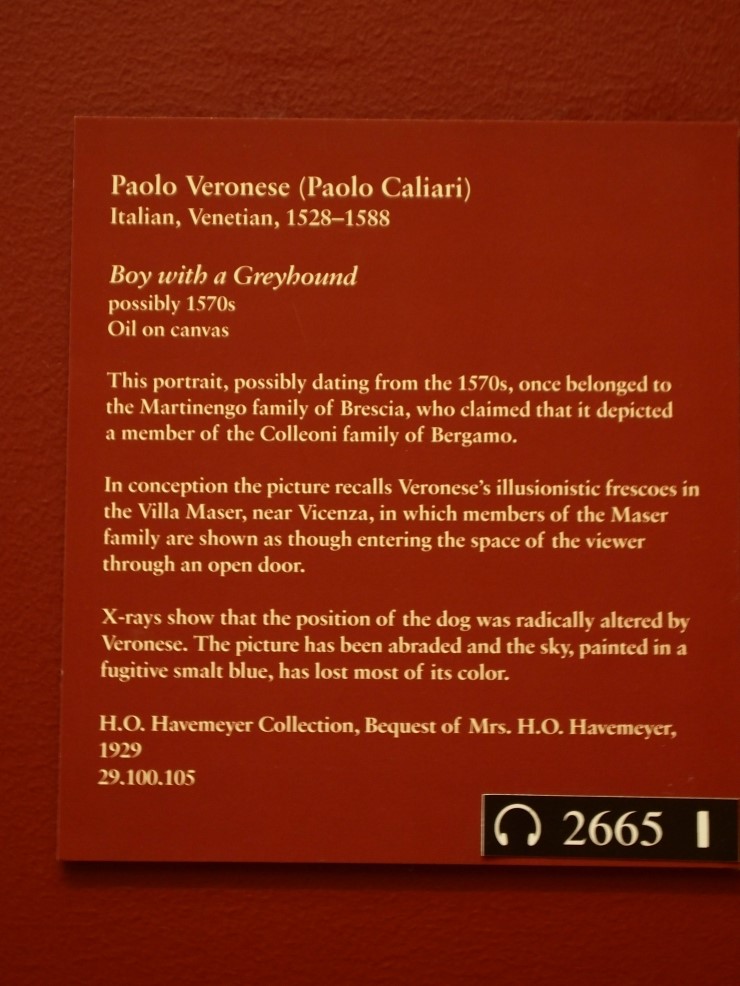 Paolo Veronese (Paolo Caliari)
Italian, Venetian, 1528–1588
Boy with a Greyhound
possibly 1570s
Oil on canvas
This portrait, possibly dating from the 1570s, once belonged to
the Martinengo family of Brescia, who claimed that it depicted
a member of the Colleoni family of Bergamo.
In conception the picture recalls Veronese's illusionistic frescoes in
the Villa Maser, near Vicenza, in which members of the Maser
family are shown as though entering the space of the viewer
through an open door.
X-rays show that the position of the dog was radically altered by
Veronese. The picture has been abraded and the sky, painted in a
fugitive smalt blue, has lost most of its color.
H.O. Havemeyer Collection, Bequest of Mrs. H.O. Havemeyer,
1929
29.100.105
2665